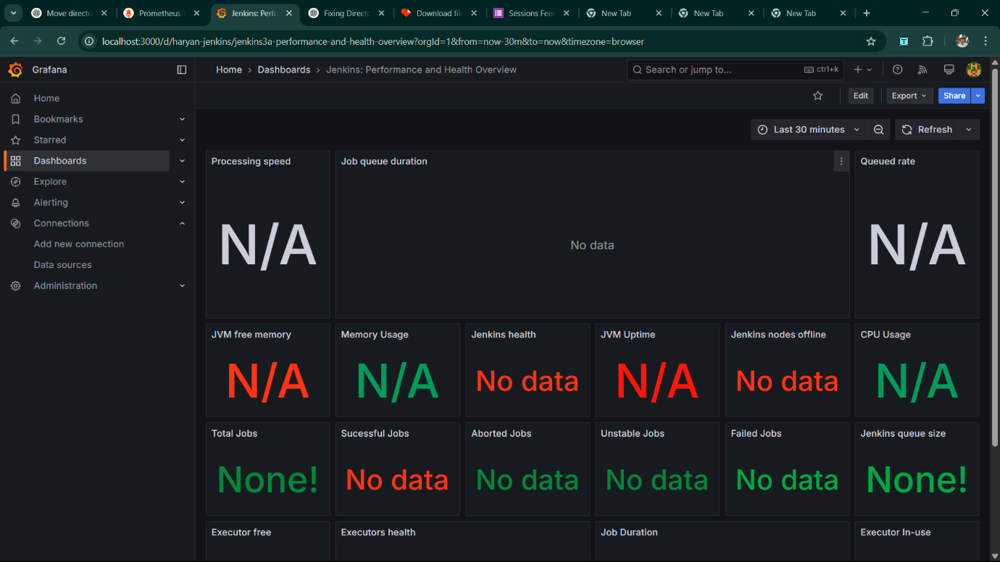 Move directo
Prometheus T
Jenkins: Perfo
Fixing Directo
Download file
Sessions Feed
New Tab
New Tab
New Tab
localhost:3000/d/haryan-jenkins/jenkins3a-performance-and-health-overview?orgId=1&from=now-30m&to=now&timezone=browser
Grafana
Home › Dashboards › Jenkins: Performance and Health Overview
Search or jump to...
ctrl+k
Home
Bookmarks
Starred
Dashboards
Explore
Alerting
Connections
Add new connection
Data sources
Administration
Edit
Export
Share
Last 30 minutes
Refresh
Processing speed
N/A
Job queue duration
No data
Queued rate
N/A
JVM free memory
N/A
Memory Usage
N/A
Jenkins health
No data
JVM Uptime
N/A
Jenkins nodes offline
No data
CPU Usage
N/A
Total Jobs
None!
Sucessful Jobs
No data
Aborted Jobs
No data
Unstable Jobs
No data
Failed Jobs
No data
Jenkins queue size
None!
Executor free
Executors health
Job Duration
Executor In-use